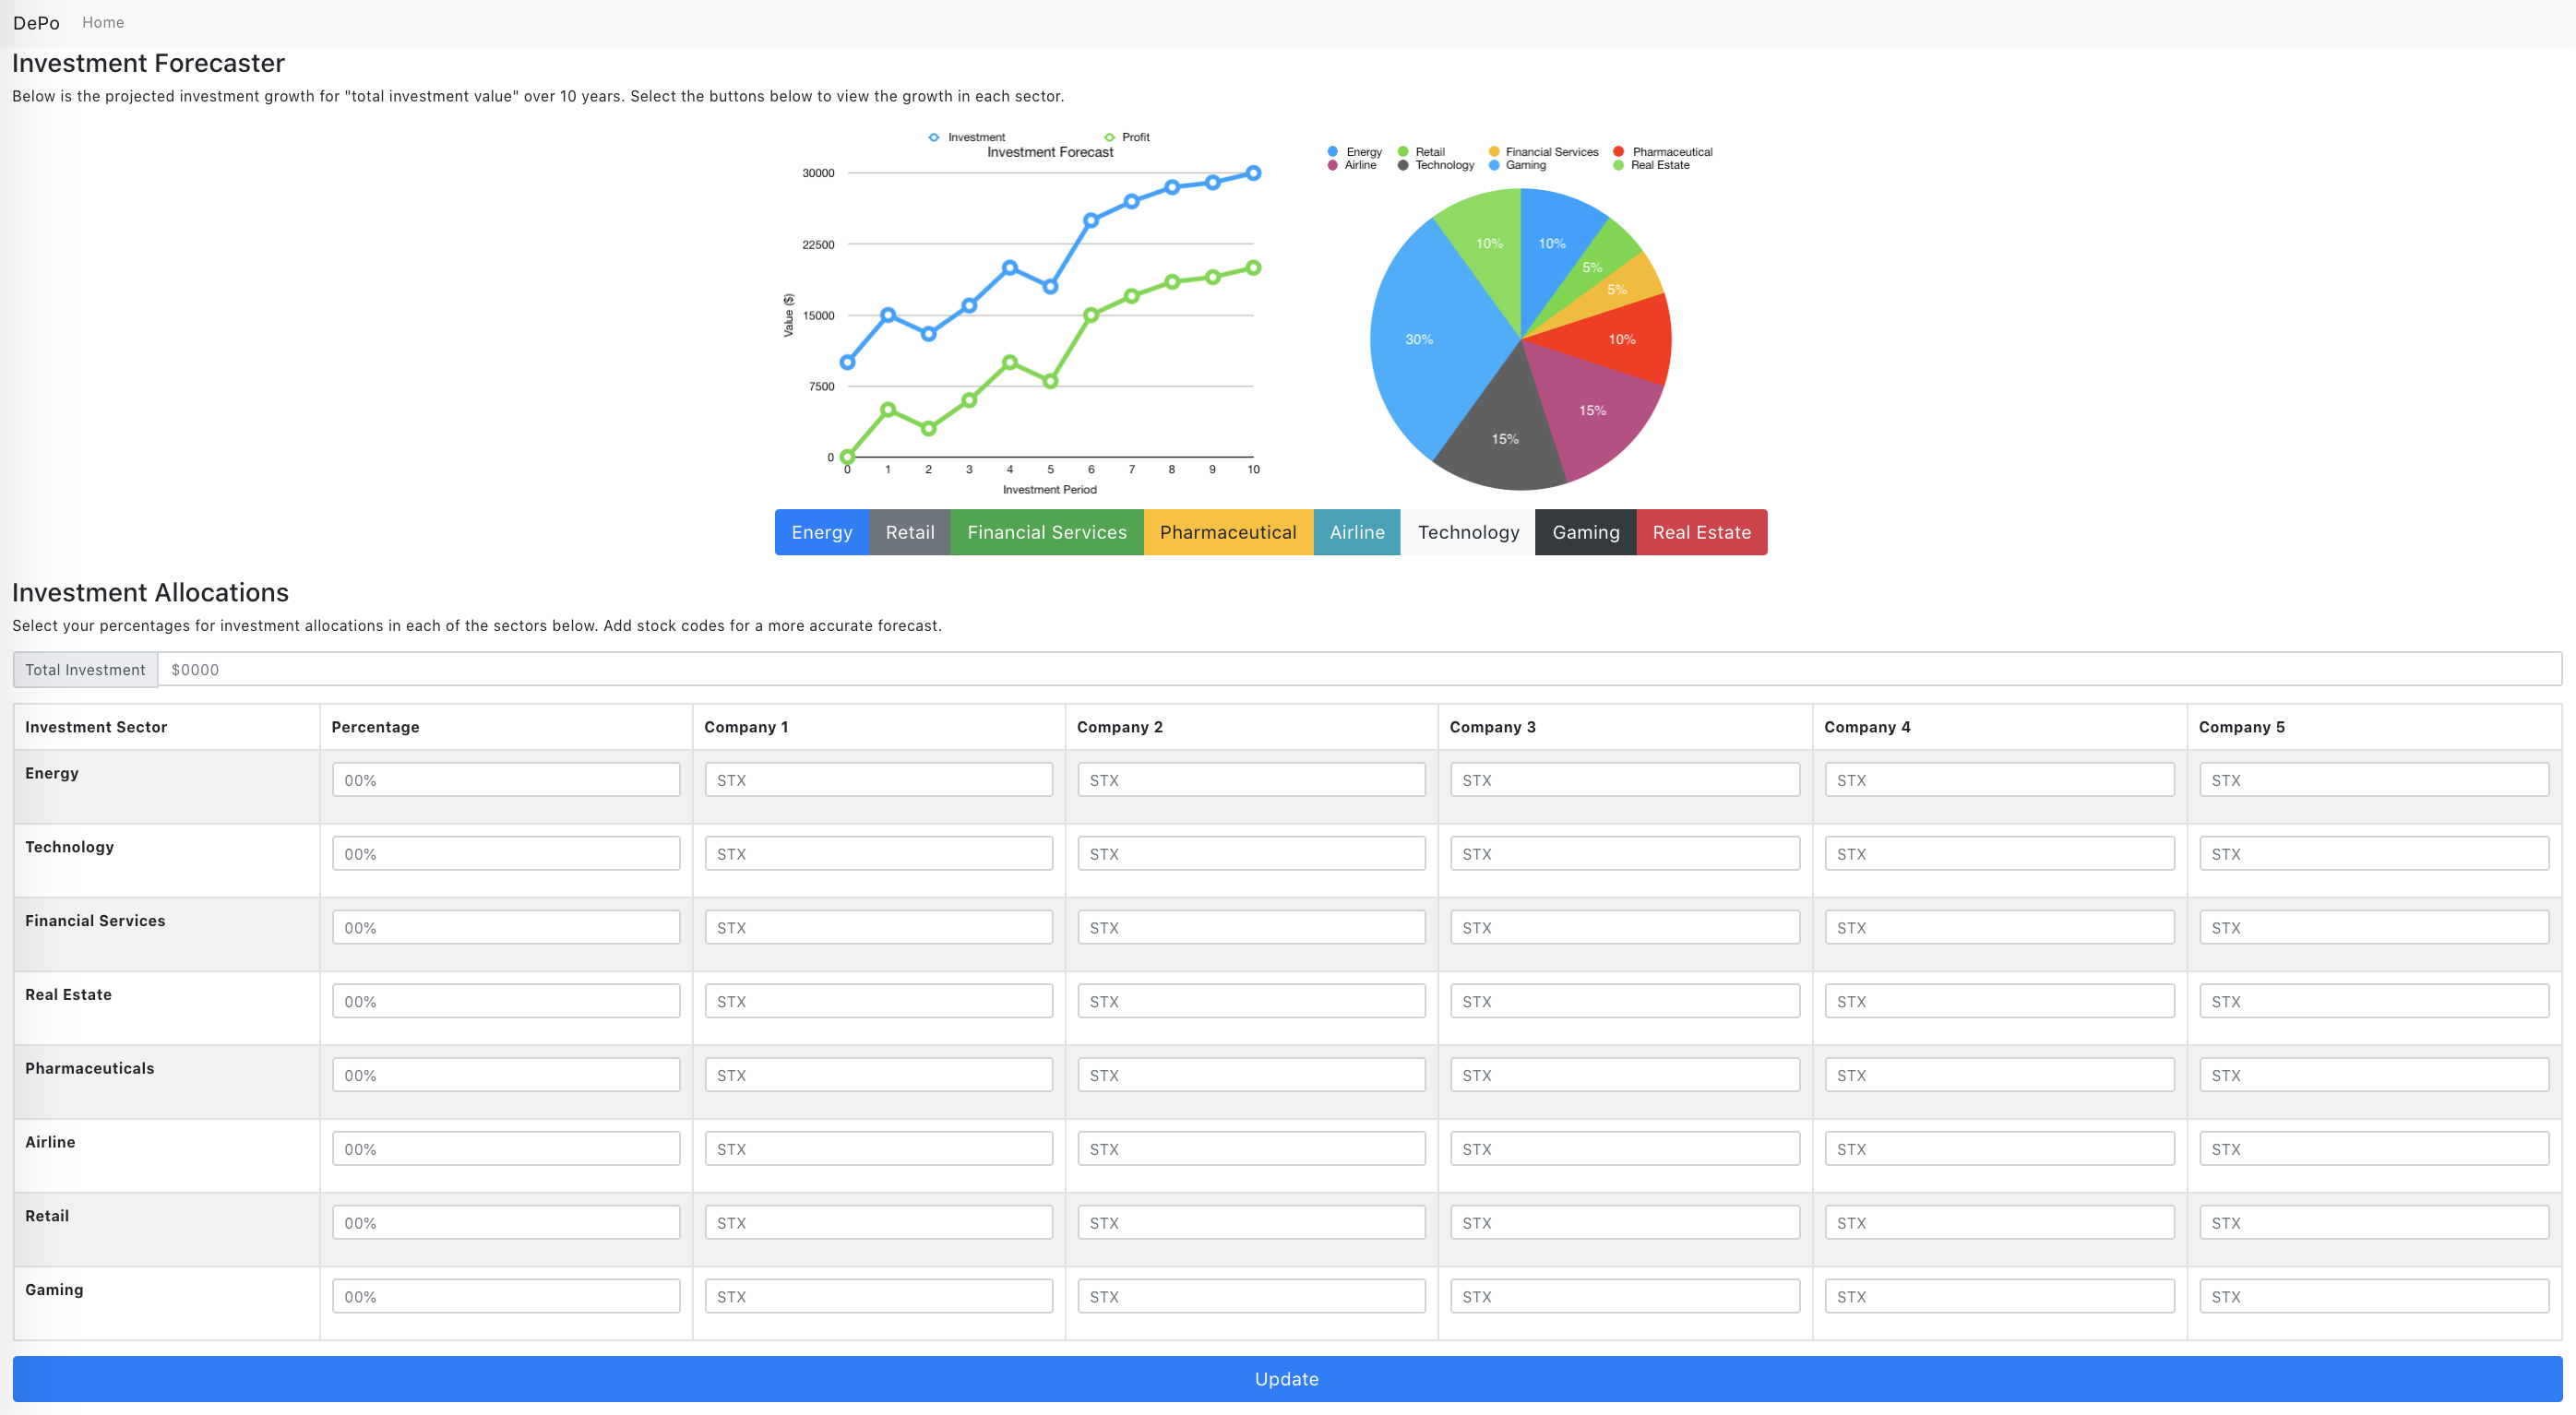 DePo Home
Investment Forecaster
Below is the projected investment growth for "total investment value" over 10 years. Select the buttons below to view the growth in each sector.
Investment Profit
Investment Forecast
30000
22500
15000
7500
0
Value ($)
0 1 2 3 4 5 6 7 8 9 10
Investment Period
Energy Retail Financial Services Pharmaceutical
Airline Technology Gaming Real Estate
10% 10%
5%
5%
30% 10%
15%
15%
Energy Retail Financial Services Pharmaceutical Airline Technology Gaming Real Estate
Investment Allocations
Select your percentages for investment allocations in each of the sectors below. Add stock codes for a more accurate forecast.
Total Investment $0000
Investment Sector Percentage Company 1 Company 2 Company 3 Company 4 Company 5
Energy 00% STX STX STX STX STX
Technology 00% STX STX STX STX STX
Financial Services 00% STX STX STX STX STX
Real Estate 00% STX STX STX STX STX
Pharmaceuticals 00% STX STX STX STX STX
Airline 00% STX STX STX STX STX
Retail 00% STX STX STX STX STX
Gaming 00% STX STX STX STX STX
Update